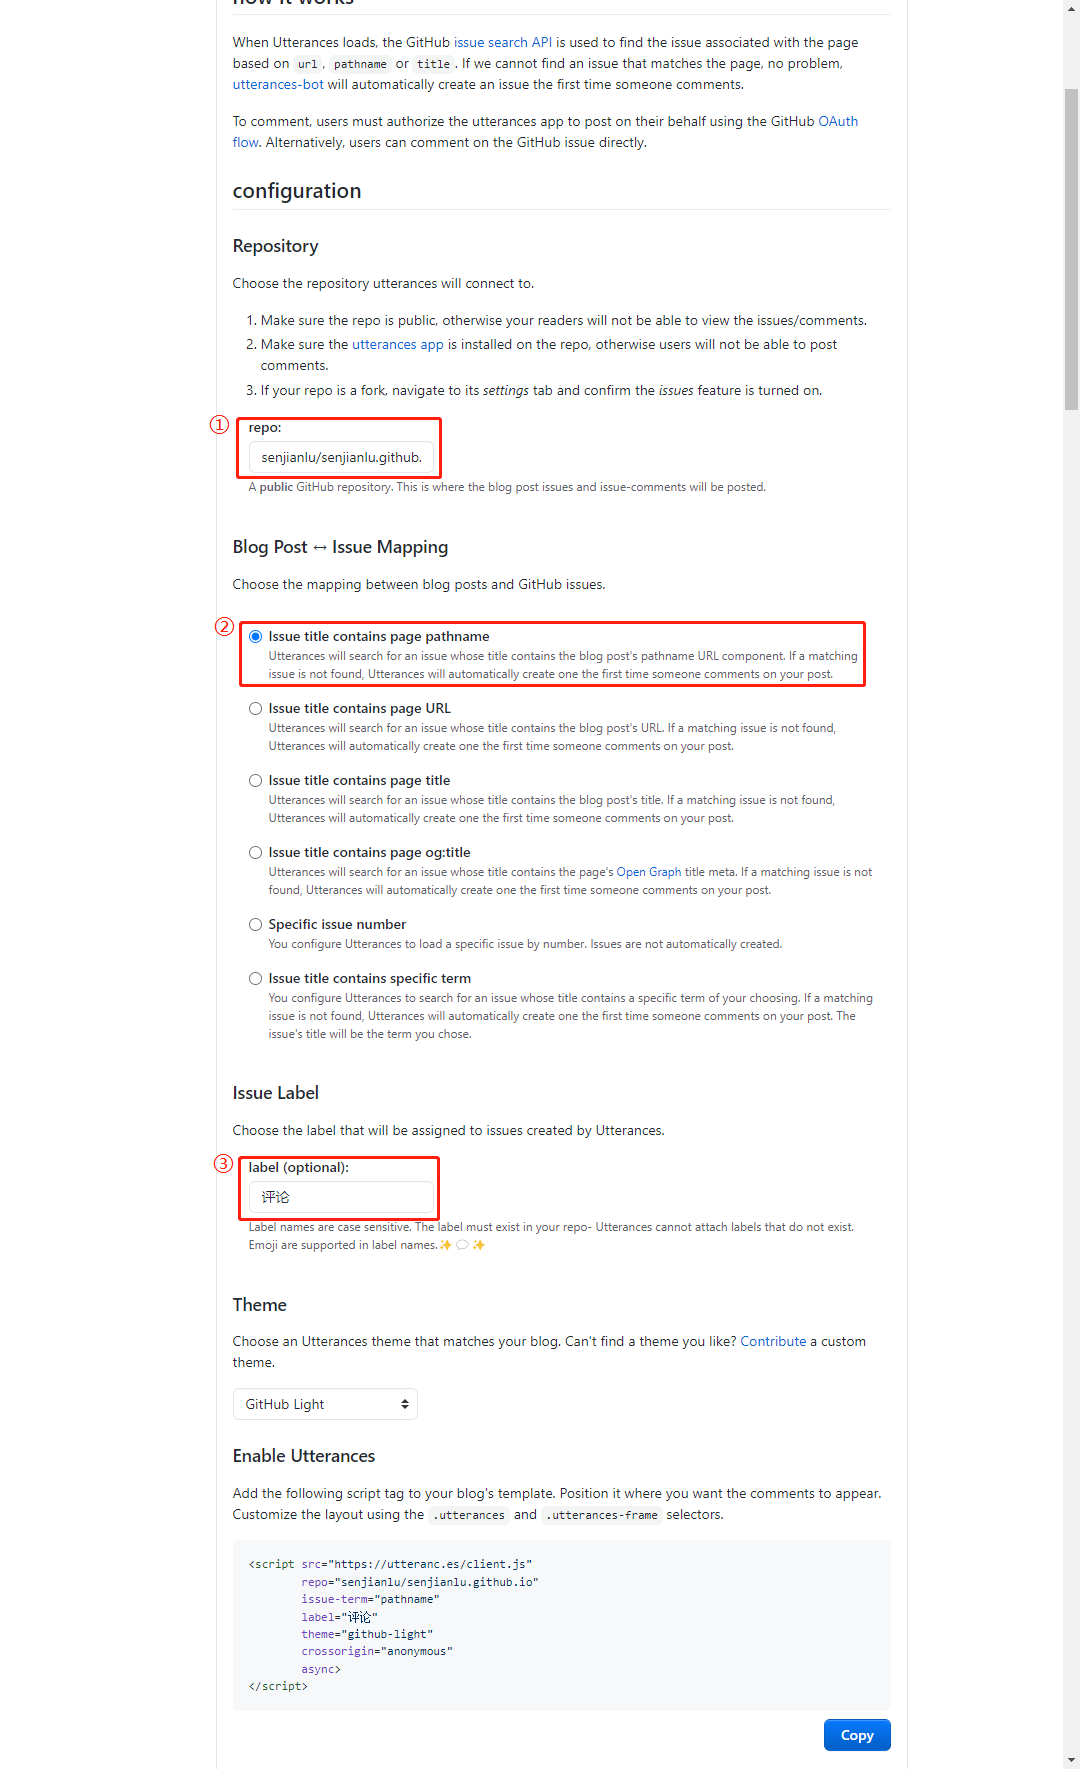 how it works
When Utterances loads, the GitHub issue search API is used to find the issue associated with the page
based on url, pathname or title. If we cannot find an issue that matches the page, no problem,
utterances-bot will automatically create an issue the first time someone comments.
To comment, users must authorize the utterances app to post on their behalf using the GitHub OAuth
flow. Alternatively, users can comment on the GitHub issue directly.
configuration
Repository
Choose the repository utterances will connect to.
1. Make sure the repo is public, otherwise your readers will not be able to view the issues/comments.
2. Make sure the utterances app is installed on the repo, otherwise users will not be able to post
comments.
3. If your repo is a fork, navigate to its settings tab and confirm the issues feature is turned on.
① repo:
senjianlu/senjianlu.github.
A public GitHub repository. This is where the blog post issues and issue-comments will be posted.
Blog Post ↔ Issue Mapping
Choose the mapping between blog posts and GitHub issues.
② Issue title contains page pathname
Utterances will search for an issue whose title contains the blog post's pathname URL component. If a matching
issue is not found, Utterances will automatically create one the first time someone comments on your post.
Issue title contains page URL
Utterances will search for an issue whose title contains the blog post's URL. If a matching issue is not found,
Utterances will automatically create one the first time someone comments on your post.
Issue title contains page title
Utterances will search for an issue whose title contains the blog post's title. If a matching issue is not found,
Utterances will automatically create one the first time someone comments on your post.
Issue title contains page og:title
Utterances will search for an issue whose title contains the page's Open Graph title meta. If a matching issue is not
found, Utterances will automatically create one the first time someone comments on your post.
Specific issue number
You configure Utterances to load a specific issue by number. Issues are not automatically created.
Issue title contains specific term
You configure Utterances to search for an issue whose title contains a specific term of your choosing. If a matching
issue is not found, Utterances will automatically create one the first time someone comments on your post. The
issue's title will be the term you chose.
Issue Label
Choose the label that will be assigned to issues created by Utterances.
③ label (optional):
评论
Label names are case sensitive. The label must exist in your repo- Utterances cannot attach labels that do not exist.
Emoji are supported in label names.✨💬✨
Theme
Choose an Utterances theme that matches your blog. Can't find a theme you like? Contribute a custom
theme.
GitHub Light
Enable Utterances
Add the following script tag to your blog's template. Position it where you want the comments to appear.
Customize the layout using the .utterances and .utterances-frame selectors.
<script src="https://utteranc.es/client.js"
repo="senjianlu/senjianlu.github.io"
issue-term="pathname"
label="评论"
theme="github-light"
crossorigin="anonymous"
async>
</script>
Copy